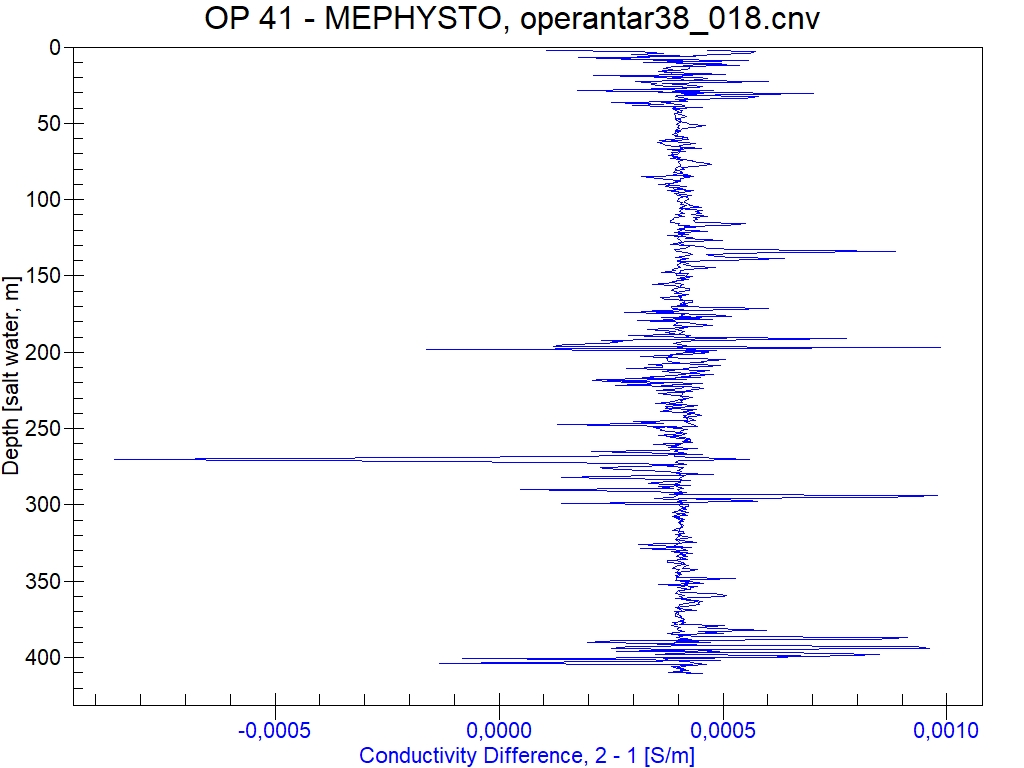 OP 41 - MEPHYSTO, operantar38_018.cnv
0
50
100
150
200
250
300
350
400
Depth [salt water, m]
-0,0005 0,0000 0,0005 0,0010
Conductivity Difference, 2 - 1 [S/m]